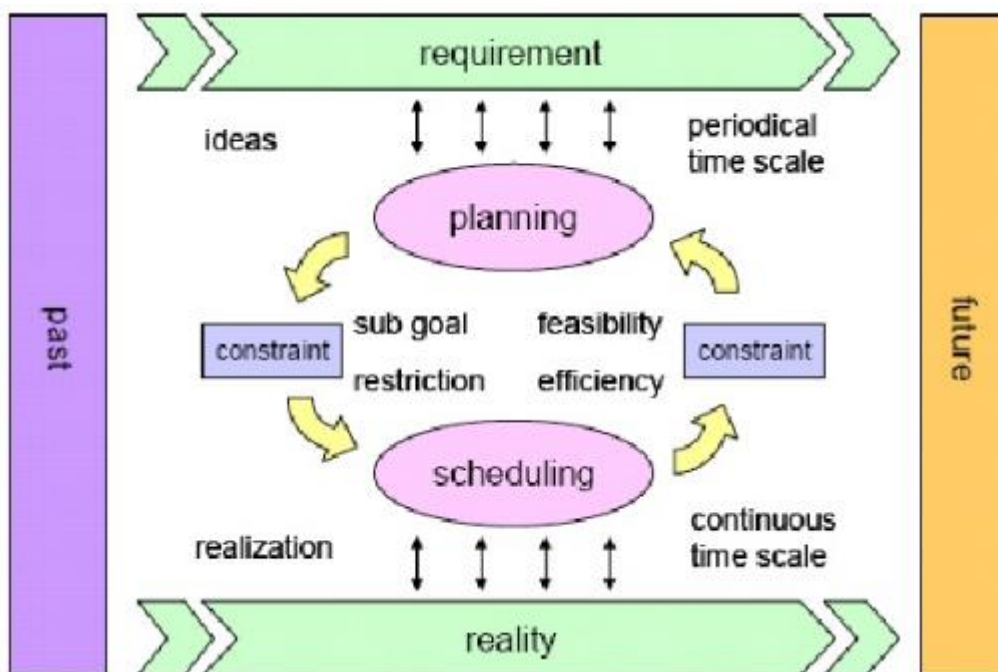 requirement
ideas
periodical
time scale
planning
past
future
constraint
sub goal
restriction
feasibility
efficiency
constraint
scheduling
realization
continuous
time scale
reality